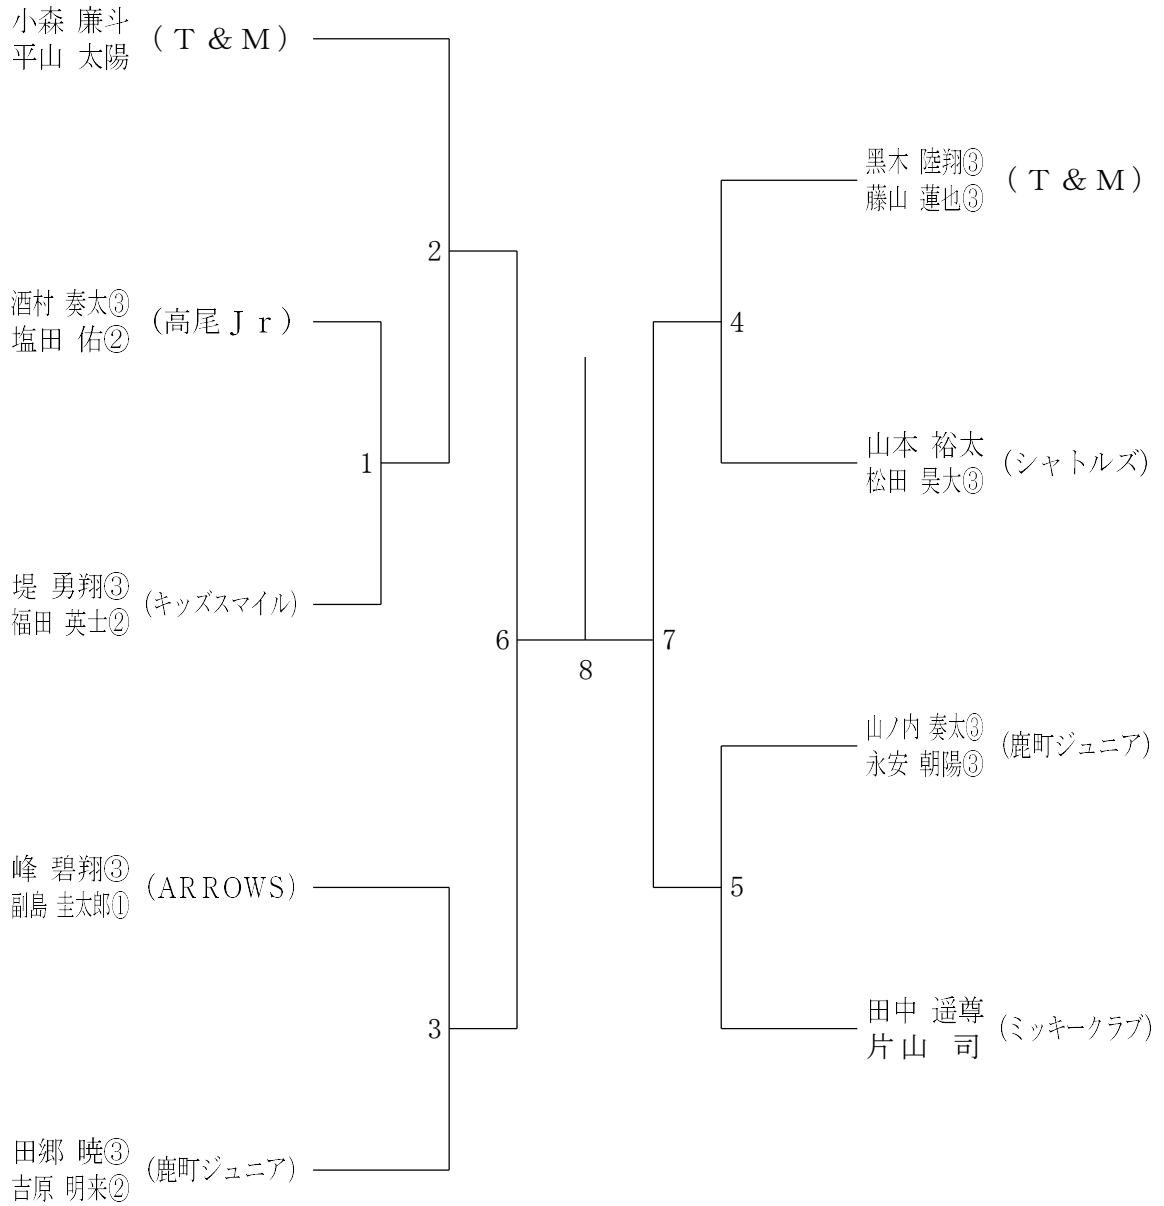 小森 廉斗
平山 太陽
(Ｔ＆Ｍ)
酒村 奏太③
塩田 佑②
(高尾Ｊｒ)
堤 勇翔③
福田 英士②
(キッズスマイル)
峰 碧翔③
副島 圭太郎①
(ARROWS)
田郷 暁③
吉原 明来②
(鹿町ジュニア)
1
2
3
6
8
7
4
5
黑木 陸翔③
藤山 蓮也③
(Ｔ＆Ｍ)
山本 裕太
松田 昊大③
(シャトルズ)
山ノ内 奏太③
永安 朝陽③
(鹿町ジュニア)
田中 遥尊
片山 司
(ミッキークラブ)